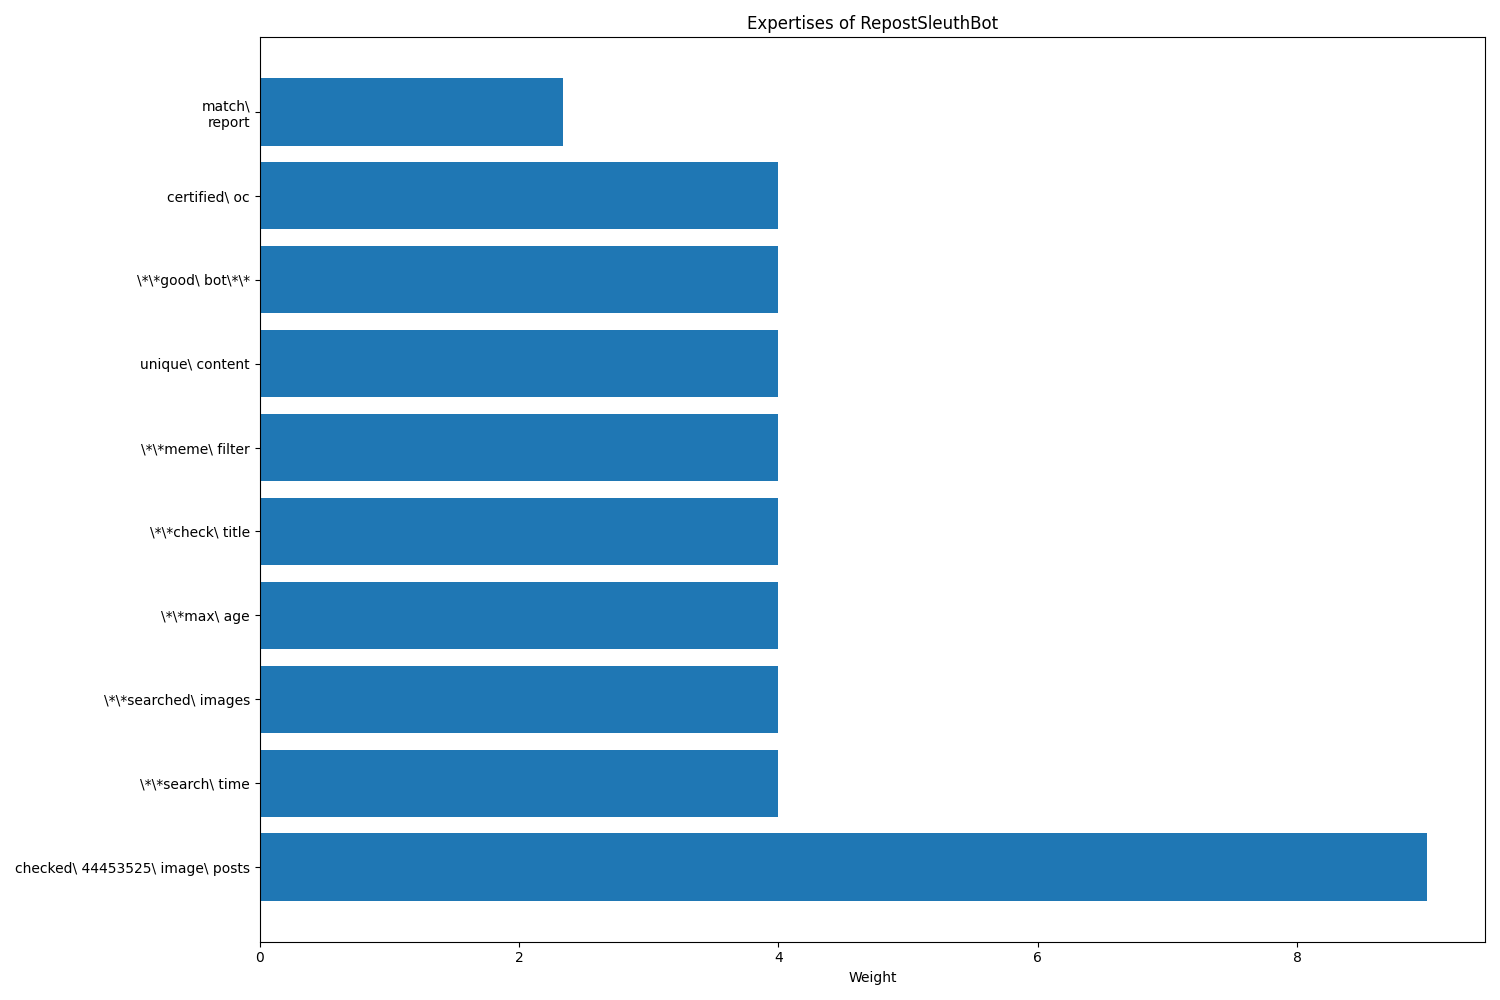 Expertises of RepostSleuthBot
match\
report
certified\ oc
\*\*good\ bot\*\*
unique\ content
\*\*meme\ filter
\*\*check\ title
\*\*max\ age
\*\*searched\ images
\*\*search\ time
checked\ 44453525\ image\ posts
0 2 4 6 8
Weight